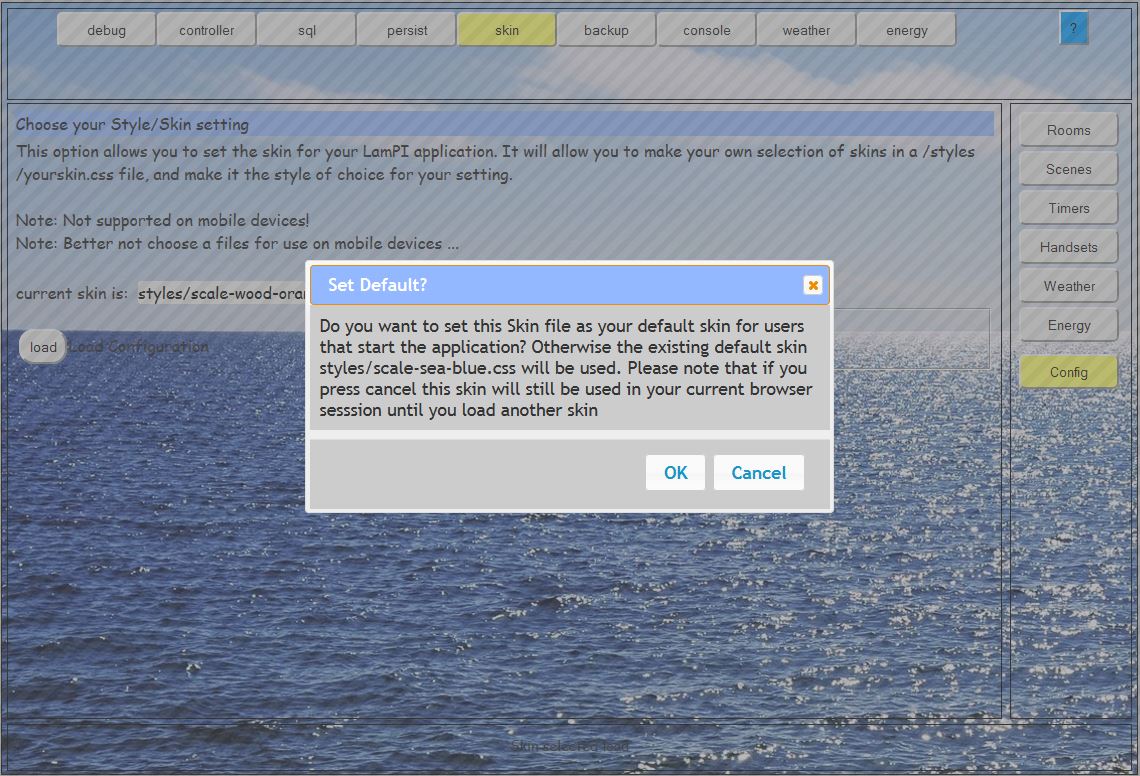 debug controller sql persist skin backup console weather energy ?
Choose your Style/Skin setting
This option allows you to set the skin for your LamPI application. It will allow you to make your own selection of skins in a /styles
/yourskin.css file, and make it the style of choice for your setting.
Note: Not supported on mobile devices!
Note: Better not choose a files for use on mobile devices ...
current skin is: styles/scale-wood-oran
load Load Configuration
Set Default?
Do you want to set this Skin file as your default skin for users
that start the application? Otherwise the existing default skin
styles/scale-sea-blue.css will be used. Please note that if you
press cancel this skin will still be used in your current browser
sesssion until you load another skin
OK Cancel
Rooms
Scenes
Timers
Handsets
Weather
Energy
Config
Skin selected load